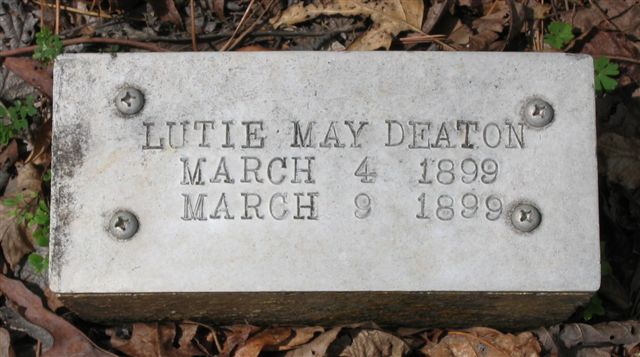 LUTIE MAY DEATON
MARCH 4 1899
MARCH 9 1899